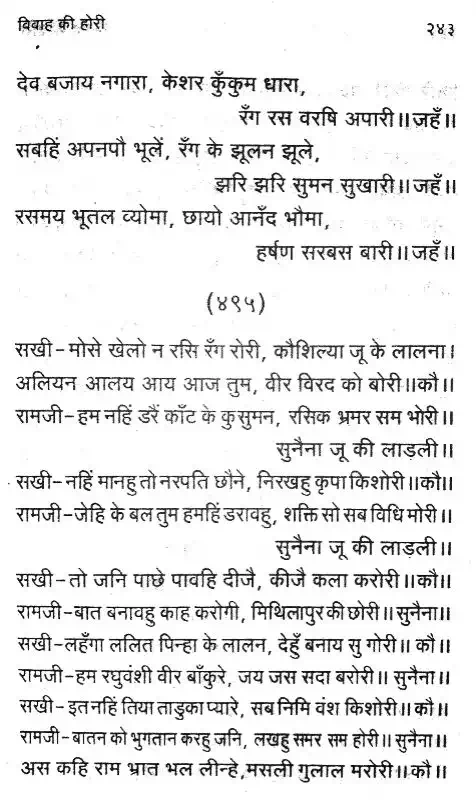 विवाह की होरी
२४३
देव बजाय नगारा, केशर कुँकुम धारा,
रँग रस वरषि अपारी॥जहँ॥
सबहिं अपनपौ भूलें, रँग के झूलन झूले,
झरि झरि सुमन सुखारी॥जहँ॥
रसमय भूतल व्योमा, छायो आनँद भौमा,
हर्षण सरबस बारी॥जहँ॥
(४९५)
सखी-मोसे खेलो न रसि रँग रोरी, कौशिल्या जू के लालना।
अलियन आलय आय आज तुम, वीर विरद को बोरी॥कौ॥
रामजी-हम नहिं डरैं काँट के कुसुमन, रसिक भ्रमर सम भोरी॥
सुनैना जू की लाड़ली॥
सखी-नहिं मानहु तो नरपति छौने, निरखहु कृपा किशोरी॥कौ॥
रामजी-जेहि के बल तुम हमहिं डरावहु, शक्ति सो सब विधि मोरी॥
सुनैना जू की लाड़ली॥
सखी-तो जनि पाछे पावहि दीजै, कीजै कला करोरी॥कौ॥
रामजी-बात बनावहु काह करोगी, मिथिलापुर की छोरी॥सुनैना॥
सखी-लहँगा ललित पिन्हा के लालन, देहुँ बनाय सु गोरी॥ कौ॥
रामजी-हम रघुवंशी वीर बाँकुरे, जय जस सदा बरोरी॥ सुनैना॥
सखी-इत नहिं तिया ताडुका प्यारे, सब निमि वंश किशोरी॥ कौ॥
रामजी-बातन को भुगतान करहु जनि, लखहु समर सम होरी॥ सुनैना॥
अस कहि राम भ्रात भल लीन्हे, मसली गुलाल मरोरी॥कौ॥